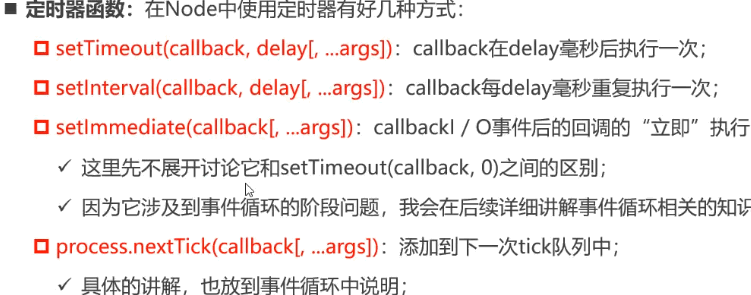 定时器函数：在Node中使用定时器有好几种方式：
setTimeout(callback, delay[, ...args])：callback在delay毫秒后执行一次；
setInterval(callback, delay[, ...args])：callback每delay毫秒重复执行一次；
setImmediate(callback[, ...args])：callbackI / O事件后的回调的“立即”执行
这里先不展开讨论它和setTimeout(callback, 0)之间的区别；
因为它涉及到事件循环的阶段问题，我会在后续详细讲解事件循环相关的知识
process.nextTick(callback[, ...args])：添加到下一次tick队列中；
具体的讲解，也放到事件循环中说明；